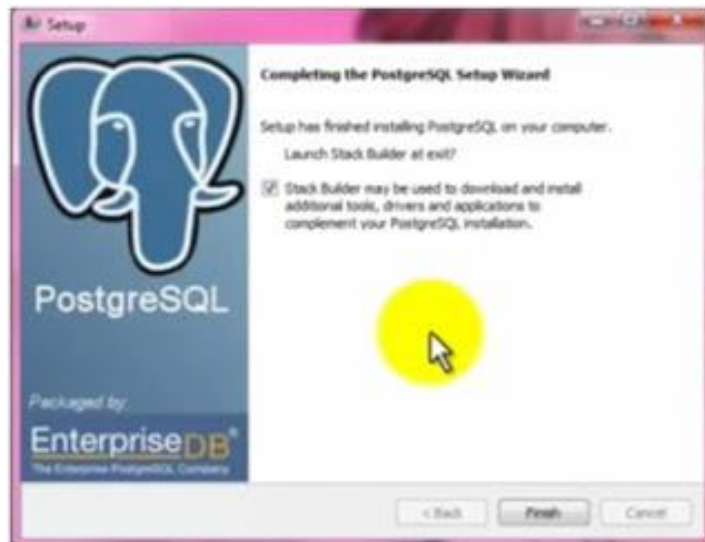 Setup
Completing the PostgreSQL Setup Wizard
Setup has finished installing PostgreSQL on your computer.
Launch Stack Builder at exit?
Stack Builder may be used to download and install
additional tools, drivers and applications to
complement your PostgreSQL installation.
PostgreSQL
Packaged by
EnterpriseDB®
The Enterprise PostgreSQL Company
< Back
Finish
Cancel